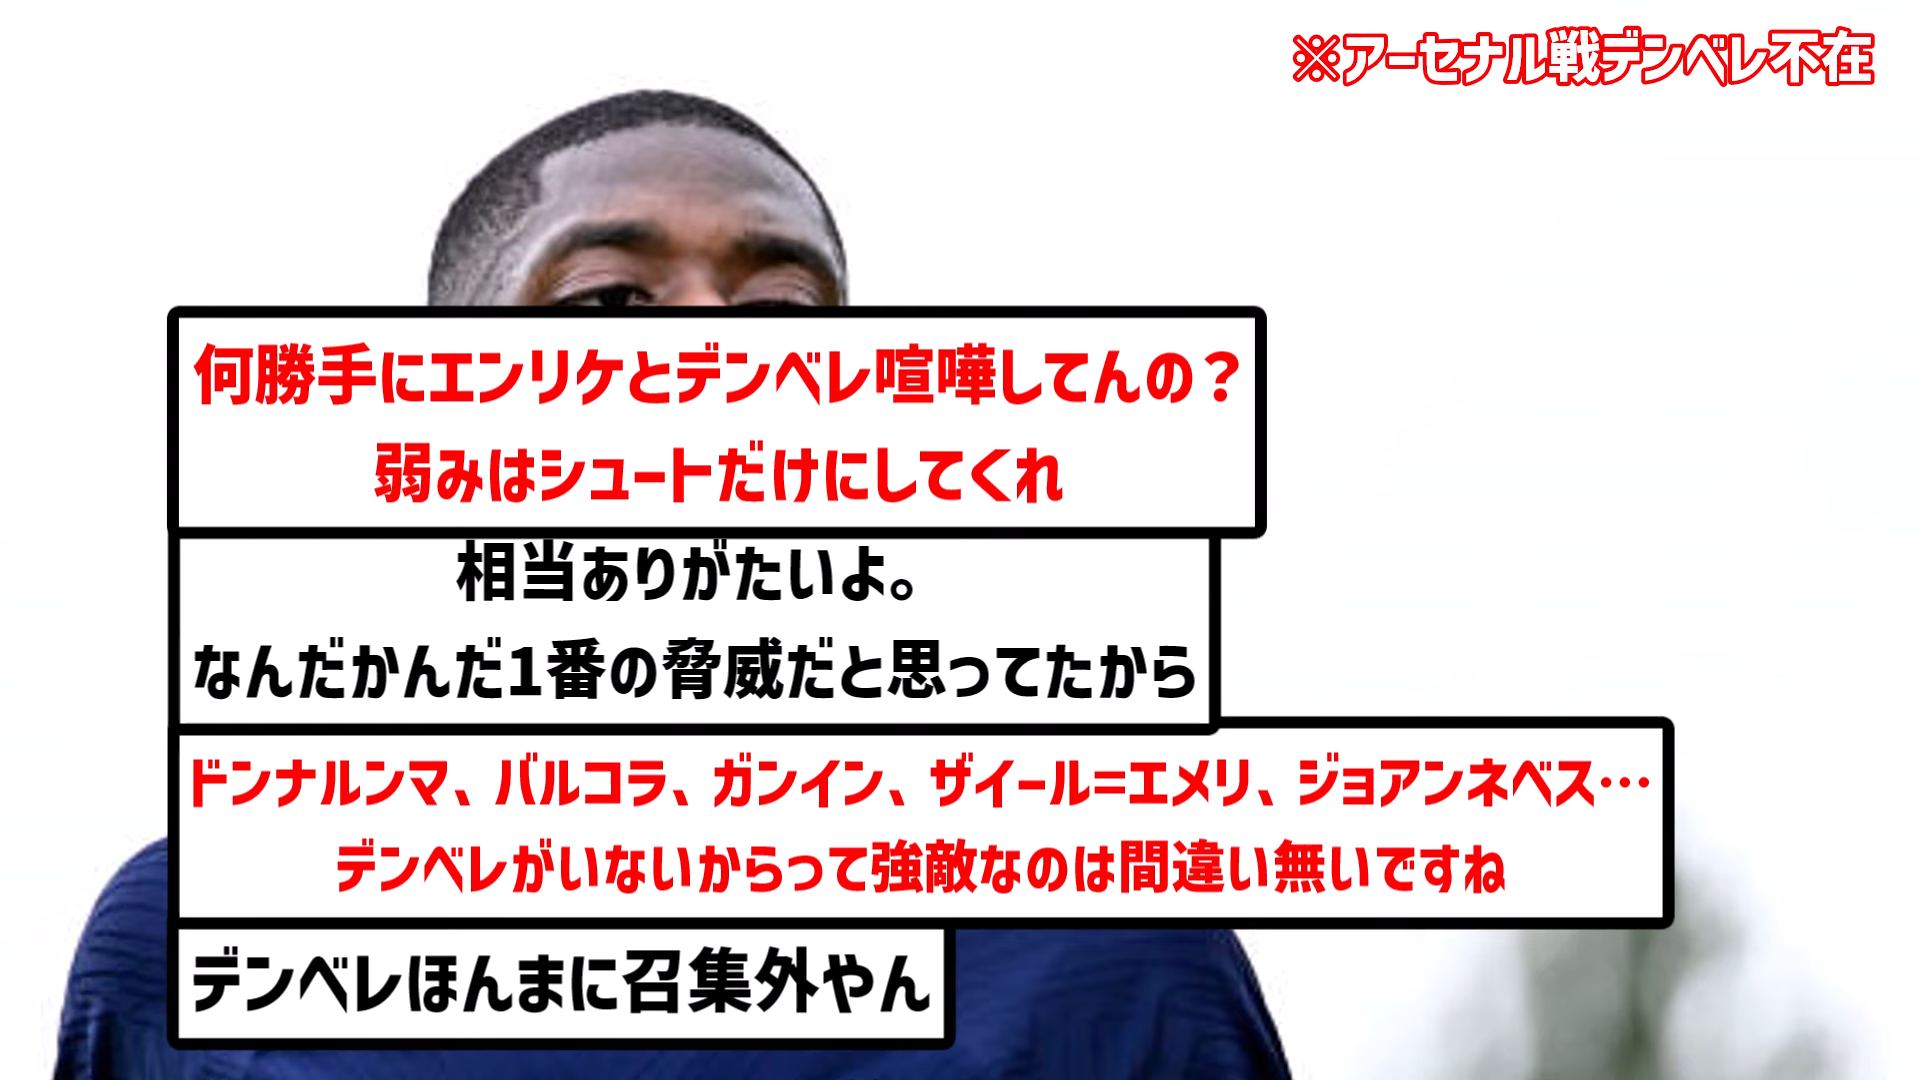 ※アーセナル戦デンベレ不在
何勝手にエンリケとデンベレ喧嘩してんの？
弱みはシュートだけにしてくれ
相当ありがたいよ。
なんだかんだ1番の脅威だと思ってたから
ドンナルンマ、バルコラ、ガンイン、ザイール=エメリ、ジョアンネベス…
デンベレがいないからって強敵なのは間違い無いですね
デンベレほんまに召集外やん